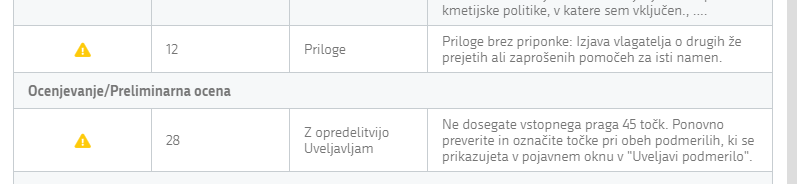 kmetijske politike, v katere sem vključen., ....
12
Priloge
Priloge brez priponke: Izjava vlagatelja o drugih že
prejetih ali zaprošenih pomočeh za isti namen.
Ocenjevanje/Preliminarna ocena
28
Z opredelitvijo
Uveljavljam
Ne dosegate vstopnega praga 45 točk. Ponovno
preverite in označite točke pri obeh podmerilih, ki se
prikazujeta v pojavnem oknu v "Uveljavi podmerilo".